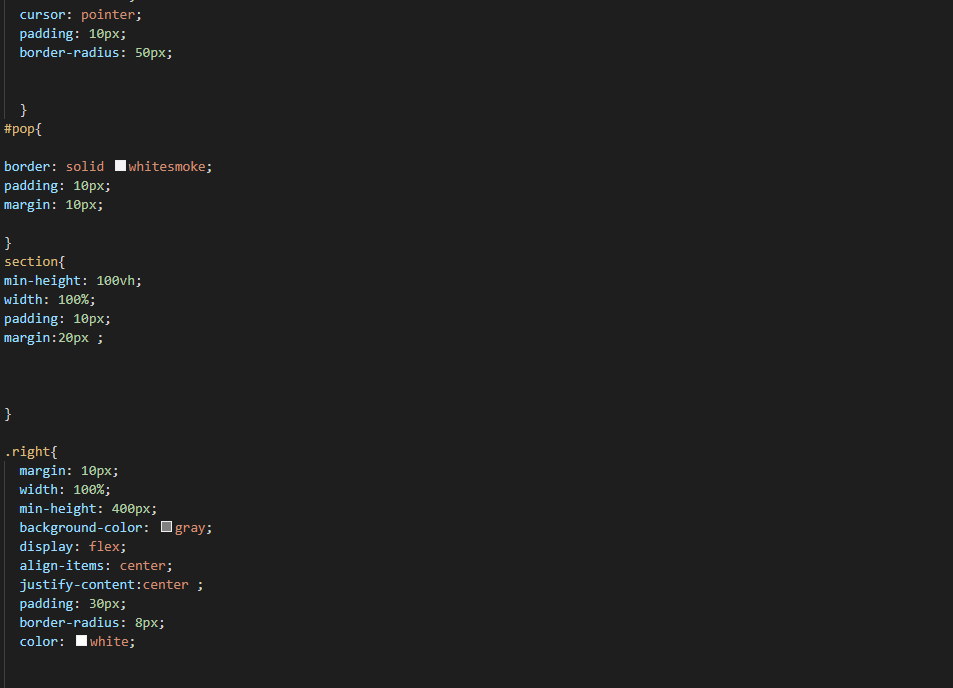 cursor: pointer;
padding: 10px;
border-radius: 50px;
}
#pop{
border: solid whitesmoke;
padding: 10px;
margin: 10px;
}
section{
min-height: 100vh;
width: 100%;
padding: 10px;
margin:20px ;
}
.right{
margin: 10px;
width: 100%;
min-height: 400px;
background-color: gray;
display: flex;
align-items: center;
justify-content:center ;
padding: 30px;
border-radius: 8px;
color: white;